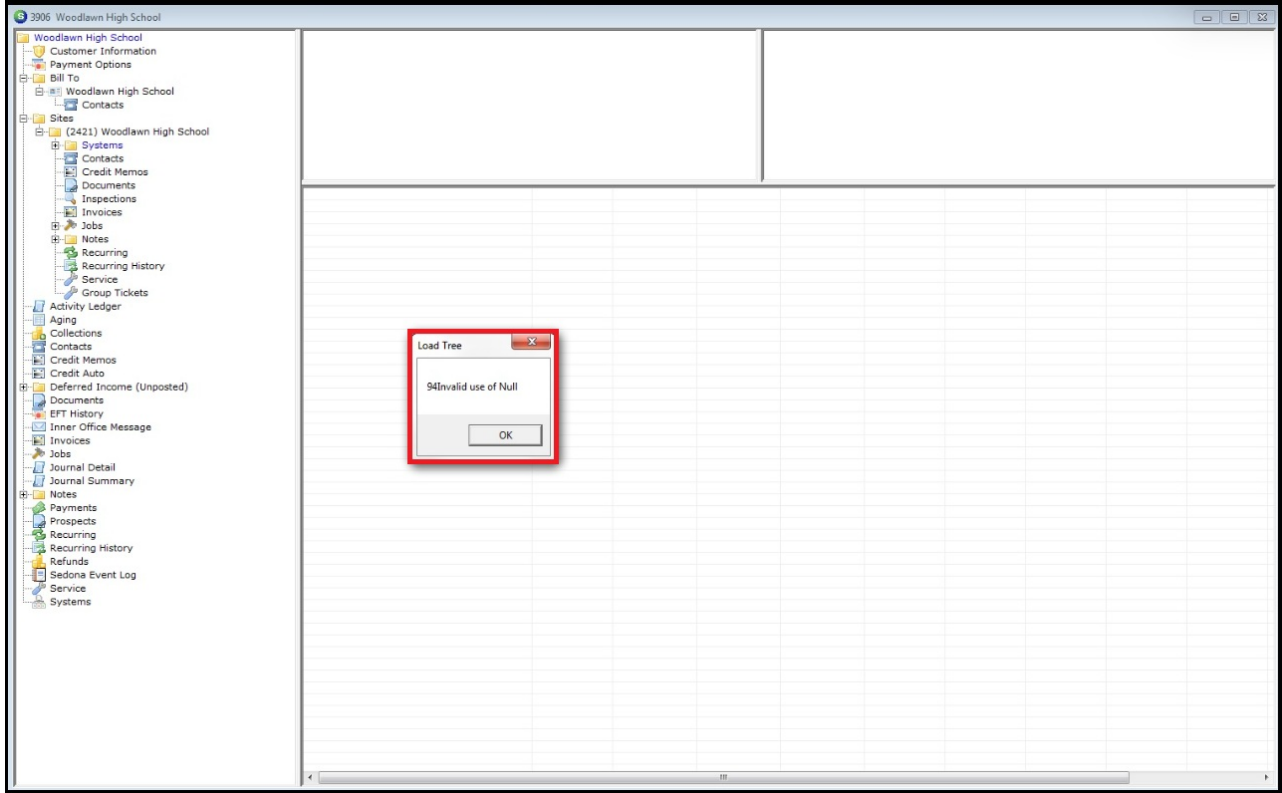 3906 Woodlawn High School
Woodlawn High School
Customer Information
Payment Options
Bill To
Woodlawn High School
Contacts
Sites
(2421) Woodlawn High School
Systems
Contacts
Credit Memos
Documents
Inspections
Invoices
Jobs
Notes
Recurring
Recurring History
Service
Group Tickets
Activity Ledger
Aging
Collections
Contacts
Credit Memos
Credit Auto
Deferred Income (Unposted)
Documents
EFT History
Inner Office Message
Invoices
Jobs
Journal Detail
Journal Summary
Notes
Payments
Prospects
Recurring
Recurring History
Refunds
Sedona Event Log
Service
Systems
Load Tree
94Invalid use of Null
OK